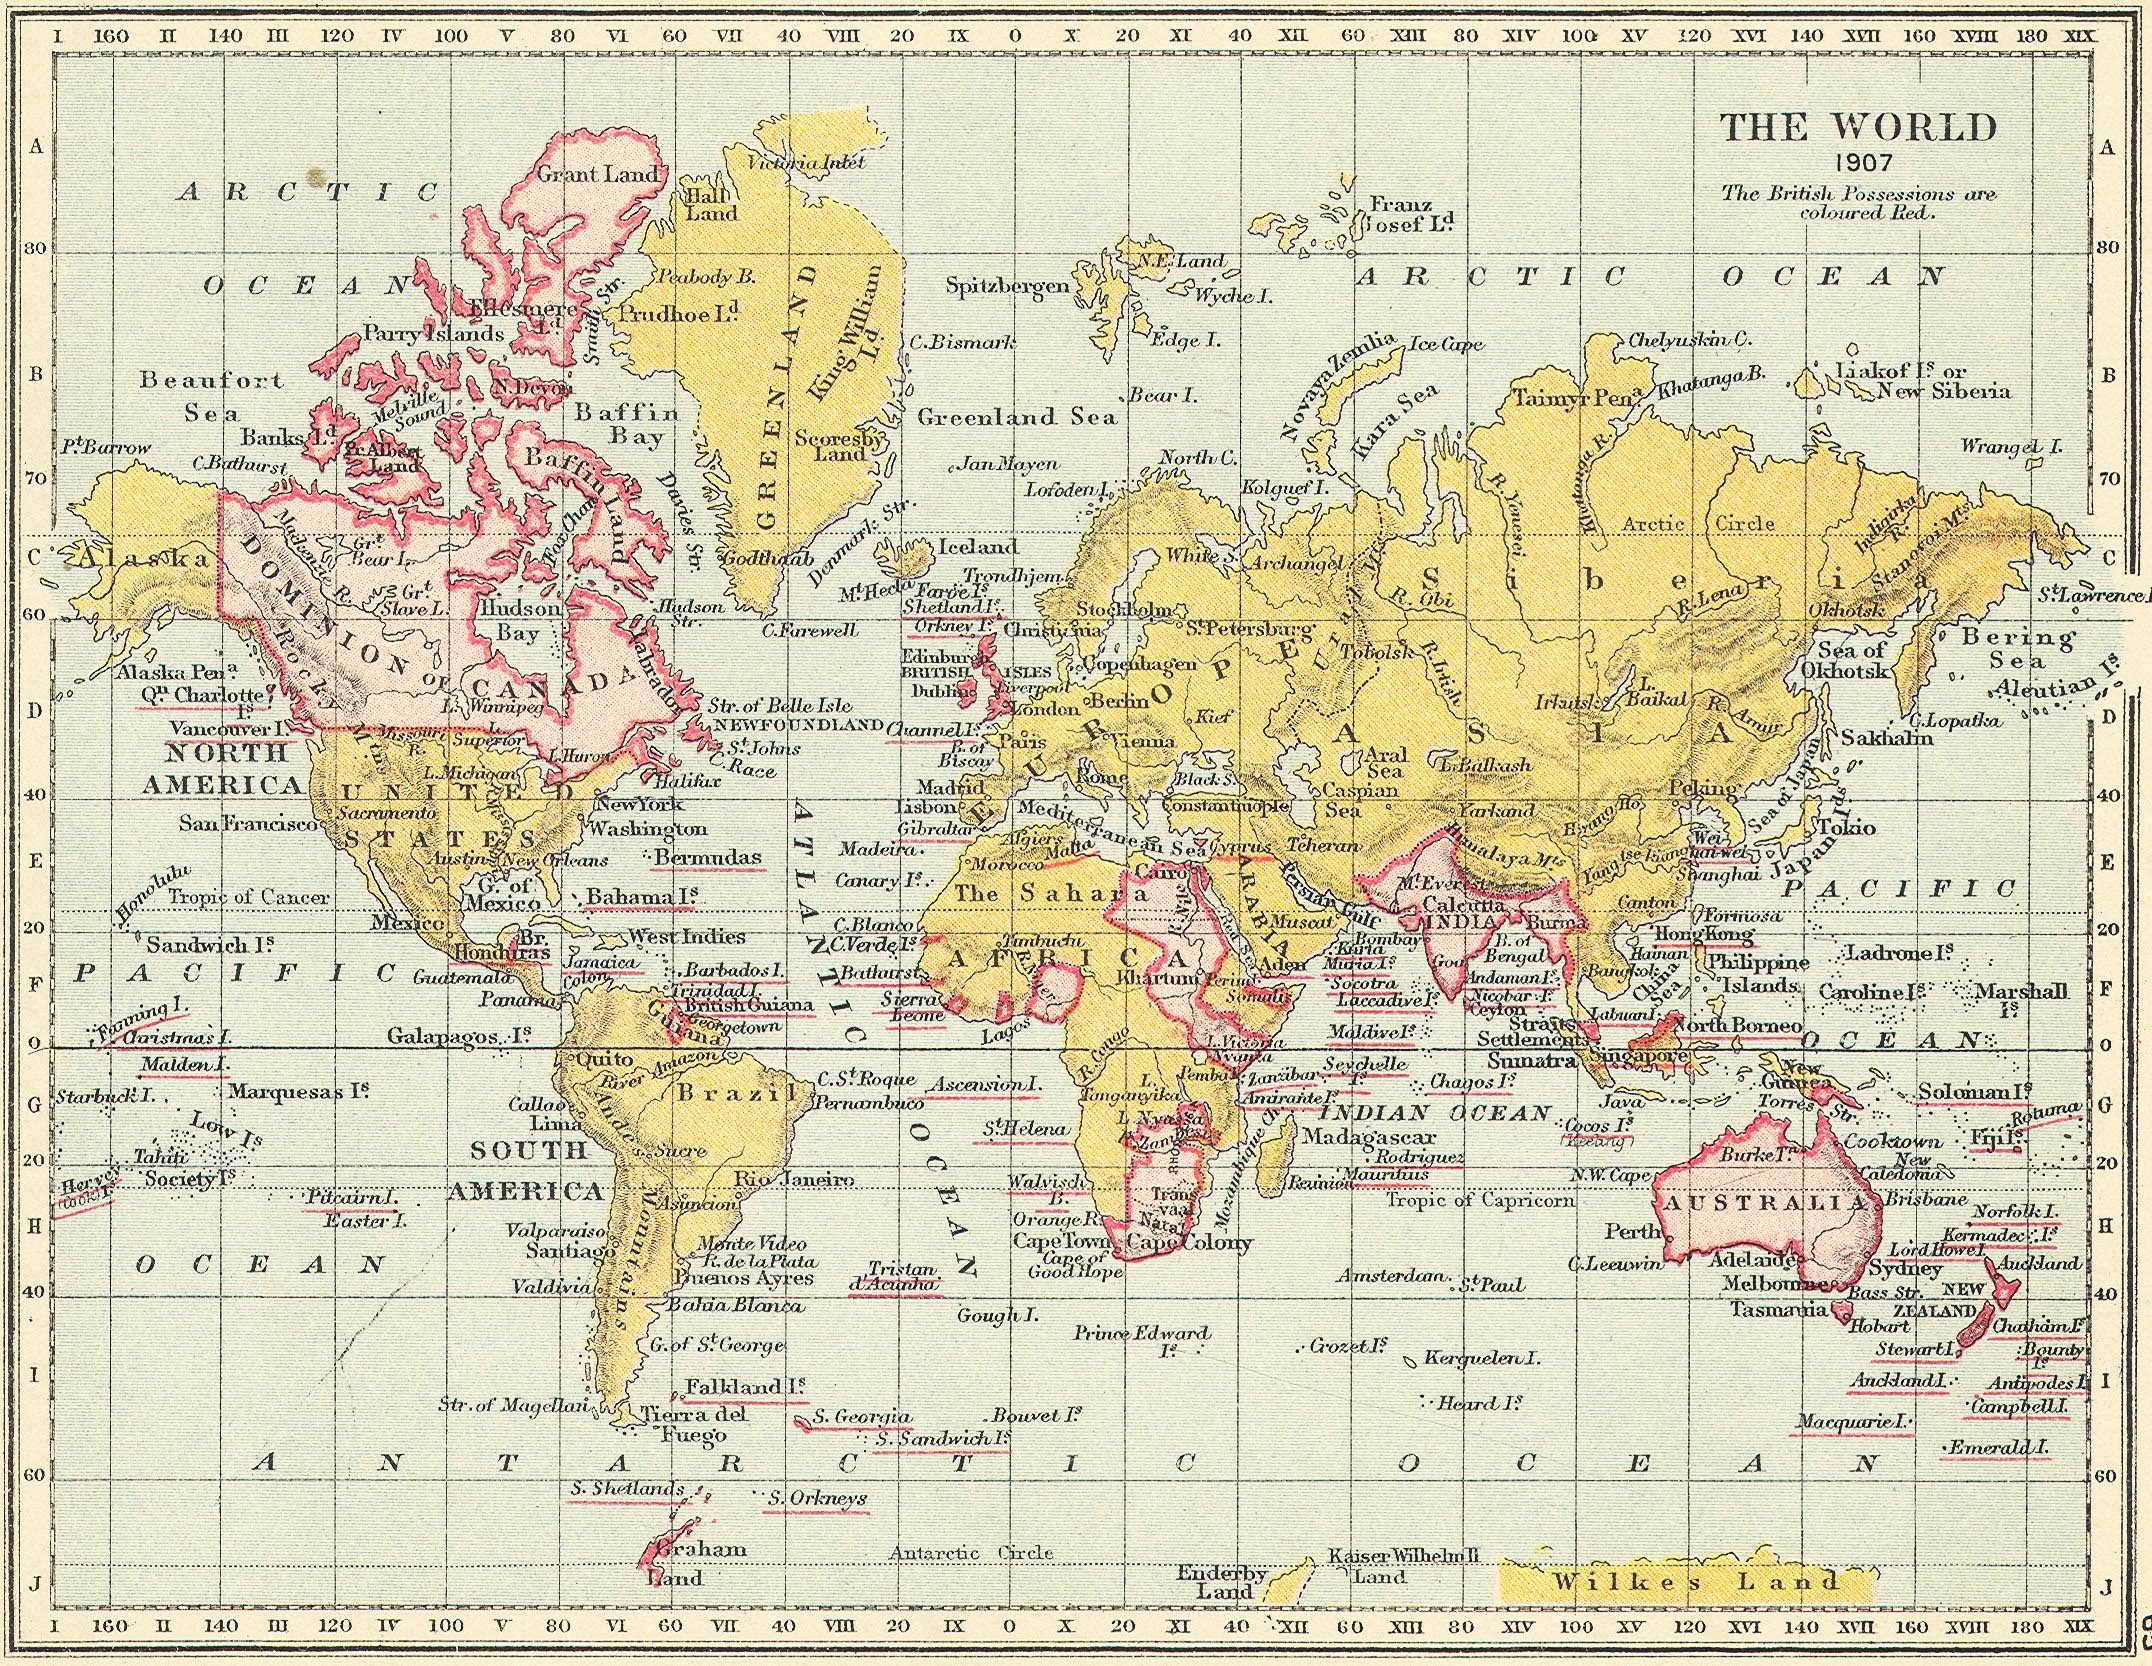 I 160 II 140 III 120 IV 100 V 80 VI 60 VII 40 VIII 20 IX 0 X 20 XI 40 XII 60 XIII 80 XIV 100 XV 120 XVI 140 XVII 160 XVIII 180 XIX
THE WORLD
1907
The British Possessions are
coloured Red.
A
A
Victoria Inlet
Grant Land
ARCTIC
Hall
Land
Franz
Josef Lᵈ.
80
80
N.E. Land
Peabody B.
OCEAN
Spitzbergen
ARCTIC OCEAN
Wyche I.
Ellesmere
Lᵈ.
Smith Str.
Prudhoe Lᵈ.
GREENLAND
King William
Lᵈ
Parry Islands
C. Bismark
Edge I.
Novaya Zemlia
Ice Cape
Chelyuskin C.
B
B
Beaufort
Sea
N. Devon
Baffin
Bay
Bear I.
Kara Sea
Taimyr Penᵃ
Khatanga B.
Liakof Iˢ. or
New Siberia
Melville
Sound
Greenland Sea
Banks Lᵈ
Pᵗ. Barrow
Pr. Albert
Land
Scoresby
Land
Wrangel I.
C. Bathurst
Baffin Land
Jan Mayen
North C.
70
70
Lofoden I.
Kolguef I.
Davies Str.
Denmark Str.
R. Yenesei
Khatanga R.
Indigirka
R.
Stanovoi Mᵗˢ.
Fox Chan.
Arctic Circle
Mackenzie R.
Grᵗ
Bear L.
C
C
Alaska
Godthaab
Iceland
White S.
Archangel
Siberia
Mᵗ. Hecla
Trondhjem
Faroe Iˢ
Shetland Iˢ.
Orkney Iˢ.
Grᵗ
Slave L.
Hudson
Bay
Hudson
Str.
R. Obi
R. Lena
Okhotsk
Sᵗ. Lawrence I.
60
60
C. Farewell
Stockholm
Christiania
Sᵗ. Petersburg
DOMINION OF CANADA
Labrador
Rocky Mtns
Alaska Penᵃ.
Edinburgh
BRITISH ISLES
Dublin
Liverpool
London
Copenhagen
EUROPE
Ural Mts
Tobolsk
R. Irtish
Sea of
Okhotsk
Bering
Sea
Aleutian Iˢ.
Qⁿ Charlotte
Iˢ.
Irkutsk
L.
Baikal
R. Amur
L. Winnipeg
Berlin
D
D
Str. of Belle Isle
NEWFOUNDLAND
Channel Iˢ.
Kief
C. Lopatka
Vancouver I.
Missouri
R.
L.
Superior
Sᵗ. Johns
C. Race
B. of
Biscay
Paris
Vienna
ASIA
Sakhalin
NORTH
AMERICA
L. Huron
L. Michigan
Halifax
Rome
Black S.
Aral
Sea
L. Balkash
Madrid
Lisbon
Caspian
Sea
Peking
Sea of Japan
40
40
UNITED
STATES
New York
Washington
Mississippi
Constantinople
Yarkand
Hoang Ho
San Francisco
Sacramento
Gibraltar
Mediterranean Sea
Tokio
Japan Iᵈˢ.
ATLANTIC OCEAN
Algiers
Morocco
Malta
Cyprus
Teheran
Himalaya Mᵗˢ
Wei-
hai-wei
E
E
Austin
New Orleans
Bermudas
Madeira
Yang tse kiang
Shanghai
Honolulu
Canary Iˢ.
The Sahara
Cairo
R. Nile
ARABIA
Persian Gulf
Mᵗ. Everest
Calcutta
INDIA
PACIFIC
Tropic of Cancer
G. of
Mexico
Bahama Iˢ.
Canton
Formosa
Muscat
Burma
20
20
Mexico
C. Blanco
C. Verde Iˢ
Timbuctu
Red Sea
Bombay
Hong Kong
Sandwich Iˢ
West Indies
Br.
Honduras
Kuria
Muria Iˢ.
B. of
Bengal
Hainan
Ladrone Iˢ.
PACIFIC
Jamaica
AFRICA
Aden
Goa
Philippine
Islands
Guatemala
Colon
Barbados I.
Bathurst
R. Niger
Khartum
Perim
Andaman Iˢ.
Bangkok
China
Sea
F
F
Trinidad I.
Panama
British Guiana
Sierra
Leone
Somali
Socotra
Laccadive Iˢ.
Nicobar Iˢ.
Ceylon
Caroline Iˢ.
Marshall
Iˢ.
Fanning I.
Guiana
Georgetown
Lagos
Labuan I.
Straits
Settlements
North Borneo
Christmas I.
Galapagos Iˢ.
Maldive Iˢ.
L. Victoria
Nyanza
OCEAN
0
0
Malden I.
Quito
R. Congo
Singapore
Sumatra
River Amazon
Pemba I.
Zanzibar
Seychelle
Iˢ.
New
Guinea
Starbuck I.
Marquesas Iˢ.
Brazil
C. Sᵗ. Roque
Ascension I.
L.
Tanganyika
Chagos Iˢ.
Amirante Iˢ.
Java
Solomon Iˢ
G
G
Callao
Lima
Pernambuco
INDIAN OCEAN
Torres Str.
Rotuma
Low Iˢ
Andes Mountains
L. Nyassa
R. Zambesi
Cocos Iˢ.
Keeling
Sᵗ. Helena
Mozambique Ch.
Madagascar
Cooktown
Fiji Iˢ.
SOUTH
AMERICA
Sucre
Rhod.
Rodriguez
Mauritius
Reunion
Burke Tⁿ.
New
Caledonia
20
20
Tahiti
Society Iˢ
Hervey
Cook Iˢ
Rio Janeiro
Walvisch
B.
N.W. Cape
AUSTRALIA
Pitcairn I.
Asuncion
Trans-
vaal
Tropic of Capricorn
Brisbane
Easter I.
Norfolk I.
H
H
Orange R.
Natal
Perth
Kermadec Iˢ.
Valparaiso
Santiago
Monte Video
R. de la Plata
Cape Town
Cape Colony
Cape of
Good Hope
Lord Howe I.
OCEAN
C. Leeuwin
Adelaide
Sydney
Auckland
Buenos Ayres
Tristan
d'Acunha
Amsterdam
Sᵗ. Paul
Melbourne
Bass Str.
NEW
ZEALAND
Valdivia
40
40
Bahia Blanca
Gough I.
Tasmania
Hobart
Chatham Iˢ.
Prince Edward
Iˢ.
G. of Sᵗ. George
Crozet Iˢ.
Kerguelen I.
Stewart I.
Bounty
Iˢ.
I
I
Falkland Iˢ.
Auckland I.
Antipodes I.
Str. of Magellan
Tierra del
Fuego
S. Georgia
Bouvet Iˢ.
Heard Iˢ.
Campbell I.
Macquarie I.
S. Sandwich Iˢ.
Emerald I.
ANTARCTIC OCEAN
60
60
S. Shetlands
S. Orkneys
Graham
Land
Antarctic Circle
Enderby
Land
Kaiser Wilhelm II
Land
Wilkes Land
J
J
I 160 II 140 III 120 IV 100 V 80 VI 60 VII 40 VIII 20 IX 0 X 20 XI 40 XII 60 XIII 80 XIV 100 XV 120 XVI 140 XVII 160 XVIII 180 XIX